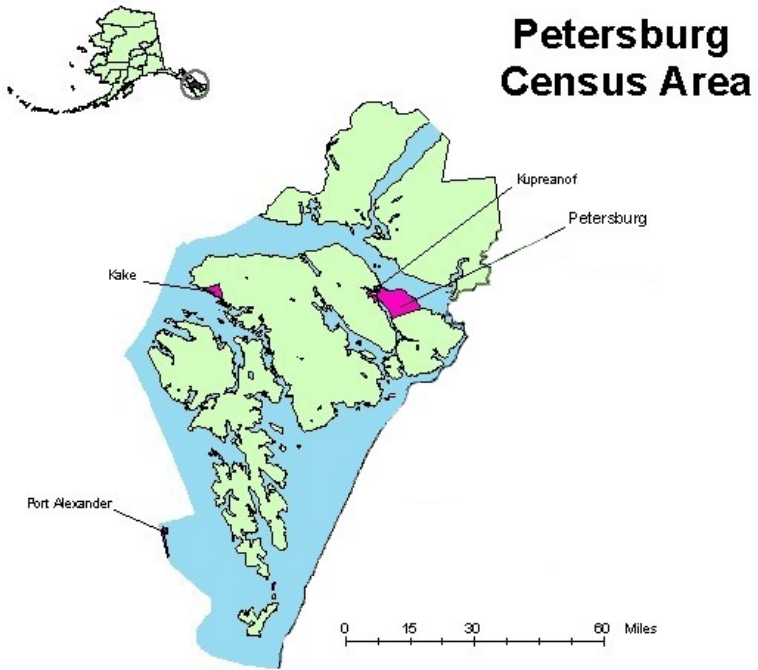 Petersburg
Census Area
Kupreanof
Petersburg
Kake
Port Alexander
0 15 30 60 Miles